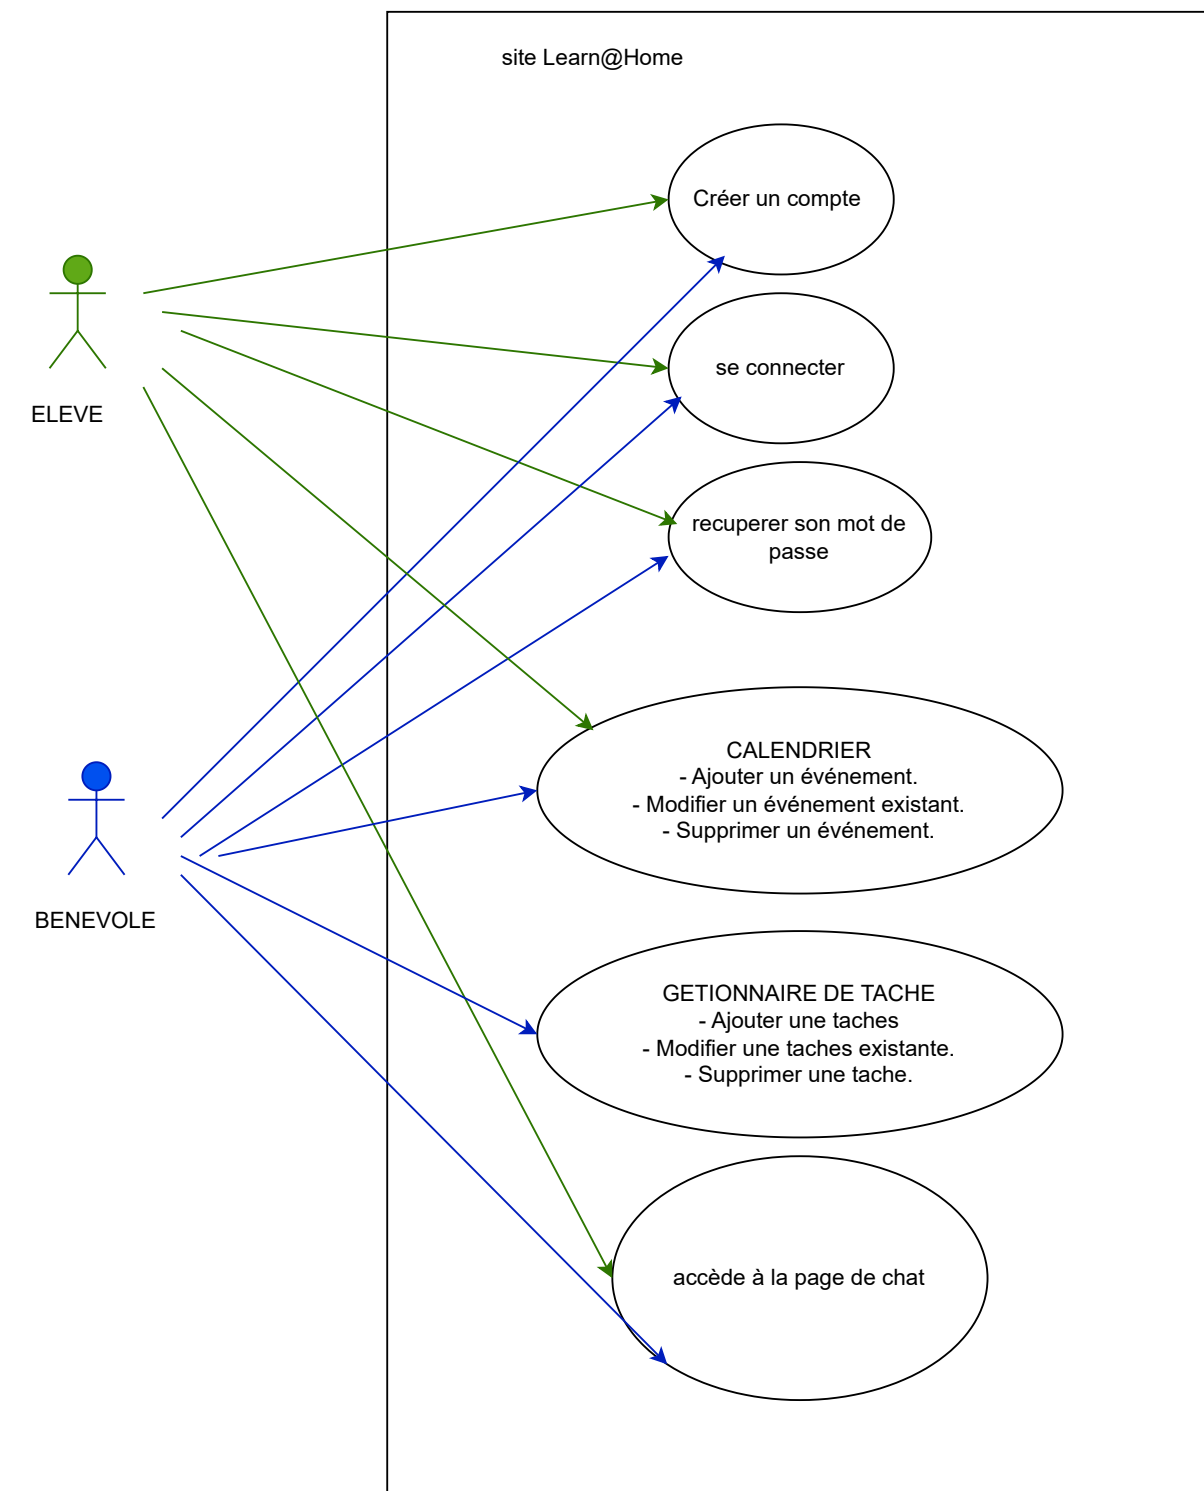 site Learn@Home
Créer un compte
se connecter
ELEVE
recuperer son mot de
passe
CALENDRIER
- Ajouter un événement.
- Modifier un événement existant.
- Supprimer un événement.
BENEVOLE
GETIONNAIRE DE TACHE
- Ajouter une taches
- Modifier une taches existante.
- Supprimer une tache.
accède à la page de chat